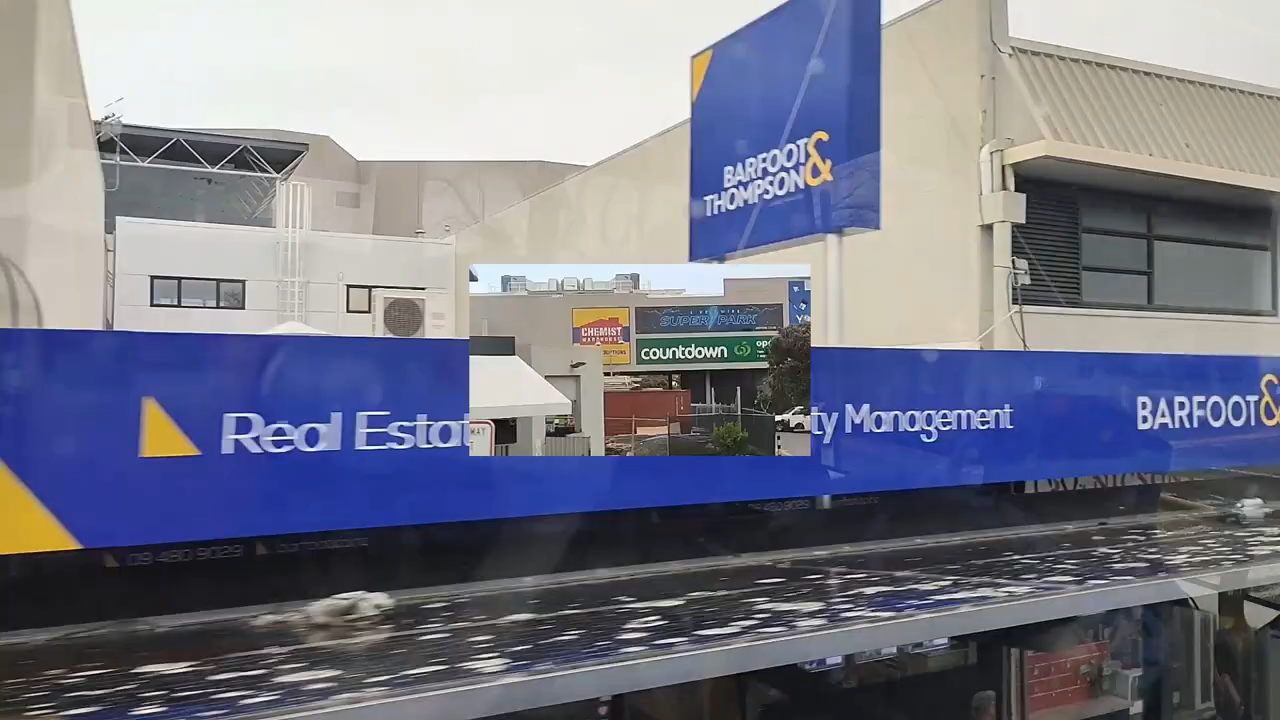 BARFOOT &
THOMPSON
CHEMIST
WAREHOUSE
SUPER PARK
countdown
Real Estat
ty Management
BARFOOT &
09 480 9029